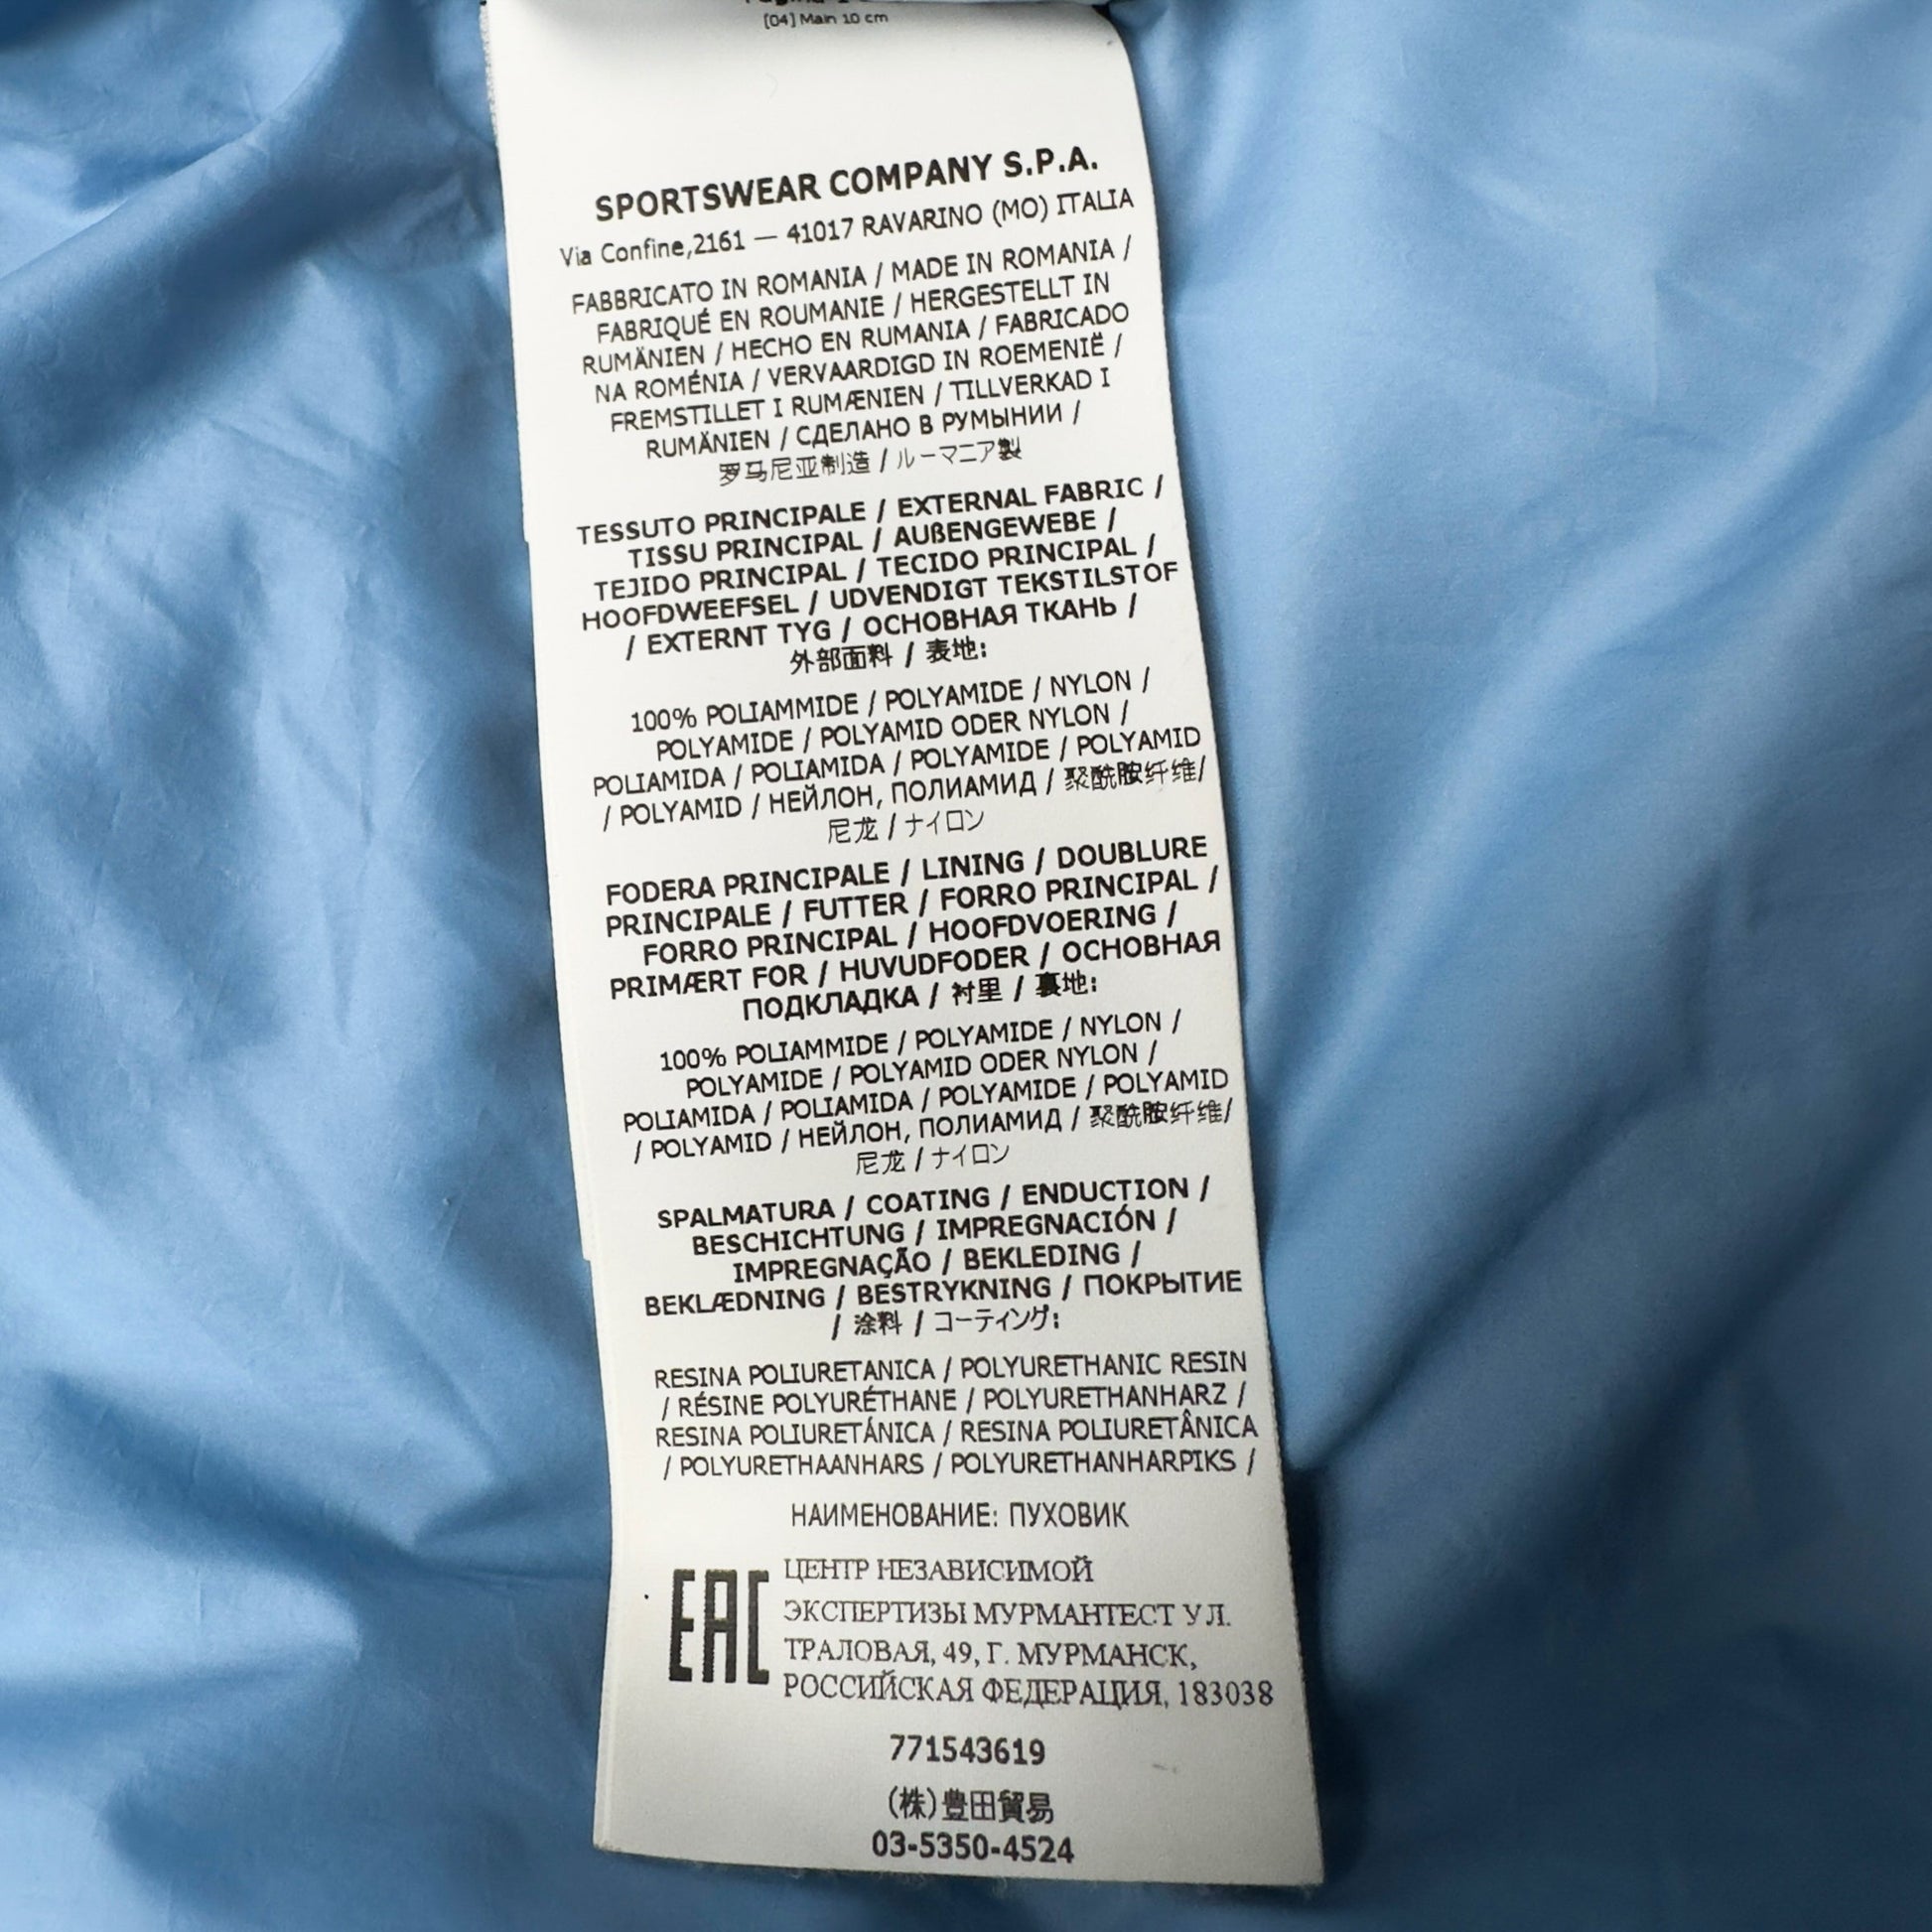 [04] Main 10 cm
SPORTSWEAR COMPANY S.P.A.
Via Confine,2161 — 41017 RAVARINO (MO) ITALIA
FABBRICATO IN ROMANIA / MADE IN ROMANIA /
FABRIQUÉ EN ROUMANIE / HERGESTELLT IN
RUMÄNIEN / HECHO EN RUMANIA / FABRICADO
NA ROMÉNIA / VERVAARDIGD IN ROEMENIË /
FREMSTILLET I RUMÆNIEN / TILLVERKAD I
RUMÄNIEN / СДЕЛАНО В РУМЫНИИ /
罗马尼亚制造 / ルーマニア製
TESSUTO PRINCIPALE / EXTERNAL FABRIC /
TISSU PRINCIPAL / AUßENGEWEBE /
TEJIDO PRINCIPAL / TECIDO PRINCIPAL /
HOOFDWEEFSEL / UDVENDIGT TEKSTILSTOF
/ EXTERNT TYG / ОСНОВНАЯ ТКАНЬ /
外部面料 / 表地:
100% POLIAMMIDE / POLYAMIDE / NYLON /
POLYAMIDE / POLYAMID ODER NYLON /
POLIAMIDA / POLIAMIDA / POLYAMIDE / POLYAMID
/ POLYAMID / НЕЙЛОН, ПОЛИАМИД / 聚酰胺纤维/
尼龙 / ナイロン
FODERA PRINCIPALE / LINING / DOUBLURE
PRINCIPALE / FUTTER / FORRO PRINCIPAL /
FORRO PRINCIPAL / HOOFDVOERING /
PRIMÆRT FOR / HUVUDFODER / ОСНОВНАЯ
ПОДКЛАДКА / 衬里 / 裏地:
100% POLIAMMIDE / POLYAMIDE / NYLON /
POLYAMIDE / POLYAMID ODER NYLON /
POLIAMIDA / POLIAMIDA / POLYAMIDE / POLYAMID
/ POLYAMID / НЕЙЛОН, ПОЛИАМИД / 聚酰胺纤维/
尼龙 / ナイロン
SPALMATURA / COATING / ENDUCTION /
BESCHICHTUNG / IMPREGNACIÓN /
IMPREGNAÇÃO / BEKLEDING /
BEKLÆDNING / BESTRYKNING / ПОКРЫТИЕ
/ 涂料 / コーティング:
RESINA POLIURETANICA / POLYURETHANIC RESIN
/ RÉSINE POLYURÉTHANE / POLYURETHANHARZ /
RESINA POLIURETÁNICA / RESINA POLIURETÂNICA
/ POLYURETHAANHARS / POLYURETHANHARPIKS /
НАИМЕНОВАНИЕ: ПУХОВИК
EAC
ЦЕНТР НЕЗАВИСИМОЙ
ЭКСПЕРТИЗЫ МУРМАНТЕСТ УЛ.
ТРАЛОВАЯ, 49, Г. МУРМАНСК,
РОССИЙСКАЯ ФЕДЕРАЦИЯ, 183038
771543619
(株)豊田貿易
03-5350-4524